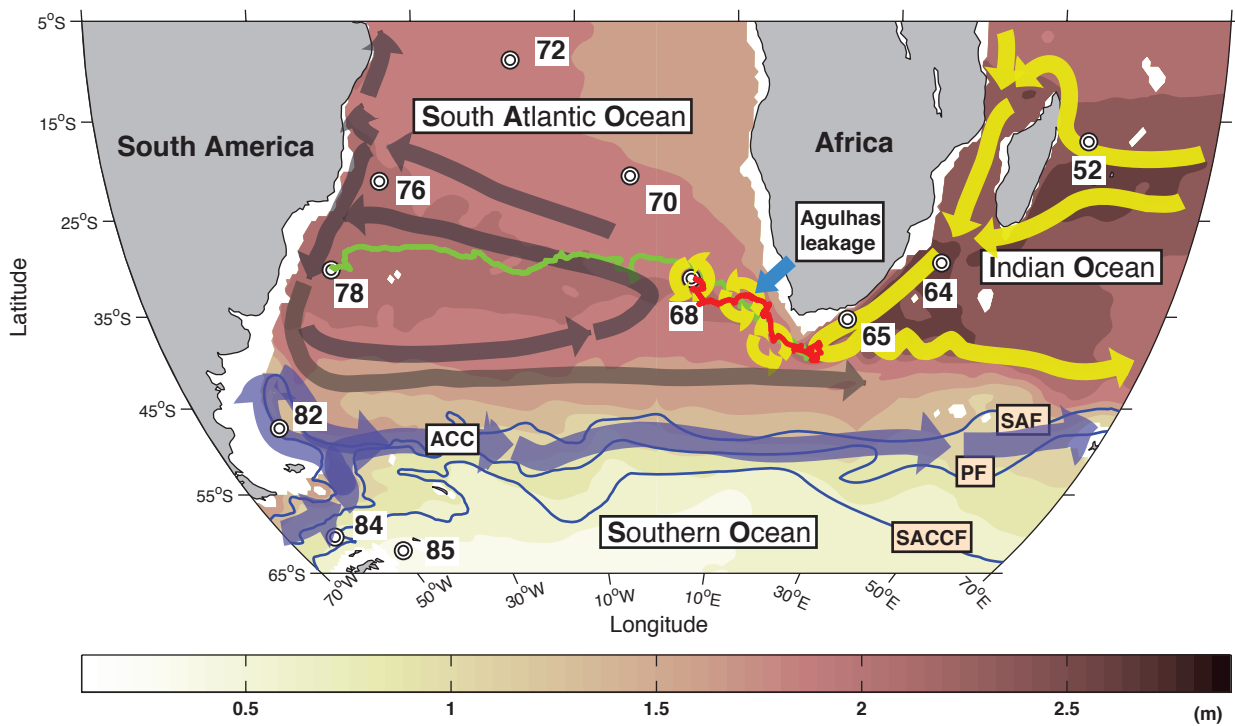 5°S
15°S
25°S
35°S
45°S
55°S
65°S
Latitude
72
South Atlantic Ocean
South America
Africa
52
76
70
Agulhas
leakage
Indian Ocean
78
68
64
65
82
ACC
SAF
PF
84
Southern Ocean
SACCF
85
70°W
50°W
30°W
10°W
10°E
30°E
50°E
70°E
Longitude
0.5
1
1.5
2
2.5
(m)